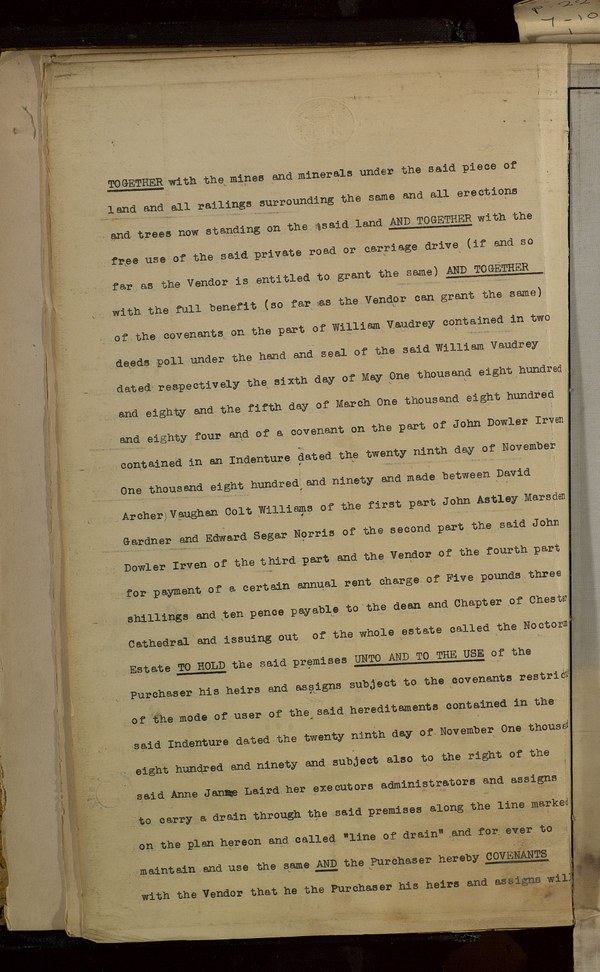 TOGETHER with the mines and minerals under the said piece of
land and all railings surrounding the same and all erections
and trees now standing on the said land AND TOGETHER with the
free use of the said private road or carriage drive (if and so
far as the Vendor is entitled to grant the same) AND TOGETHER
with the full benefit (so far as the Vendor can grant the same)
of the covenants on the part of William Vaudrey contained in two
deeds poll under the hand and seal of the said William Vaudrey
dated respectively the sixth day of May One thousand eight hundred
and eighty and the fifth day of March One thousand eight hundred
and eighty four and of a covenant on the part of John Dowler Irven
contained in an Indenture dated the twenty ninth day of November
One thousand eight hundred and ninety and made between David
Archer Vaughan Colt Williams of the first part John Astley Marsden
Gardner and Edward Segar Norris of the second part the said John
Dowler Irven of the third part and the Vendor of the fourth part
for payment of a certain annual rent charge of Five pounds three
shillings and ten pence payable to the dean and Chapter of Cheste
Cathedral and issuing out of the whole estate called the Noctoru
Estate TO HOLD the said premises UNTO AND TO THE USE of the
Purchaser his heirs and assigns subject to the covenants restric
of the mode of user of the said hereditaments contained in the
said Indenture dated the twenty ninth day of November One thousa
eight hundred and ninety and subject also to the right of the
said Anne Jane Laird her executors administrators and assigns
to carry a drain through the said premises along the line marke
on the plan hereon and called "line of drain" and for ever to
maintain and use the same AND the Purchaser hereby COVENANTS
with the Vendor that he the Purchaser his heirs and assigns will